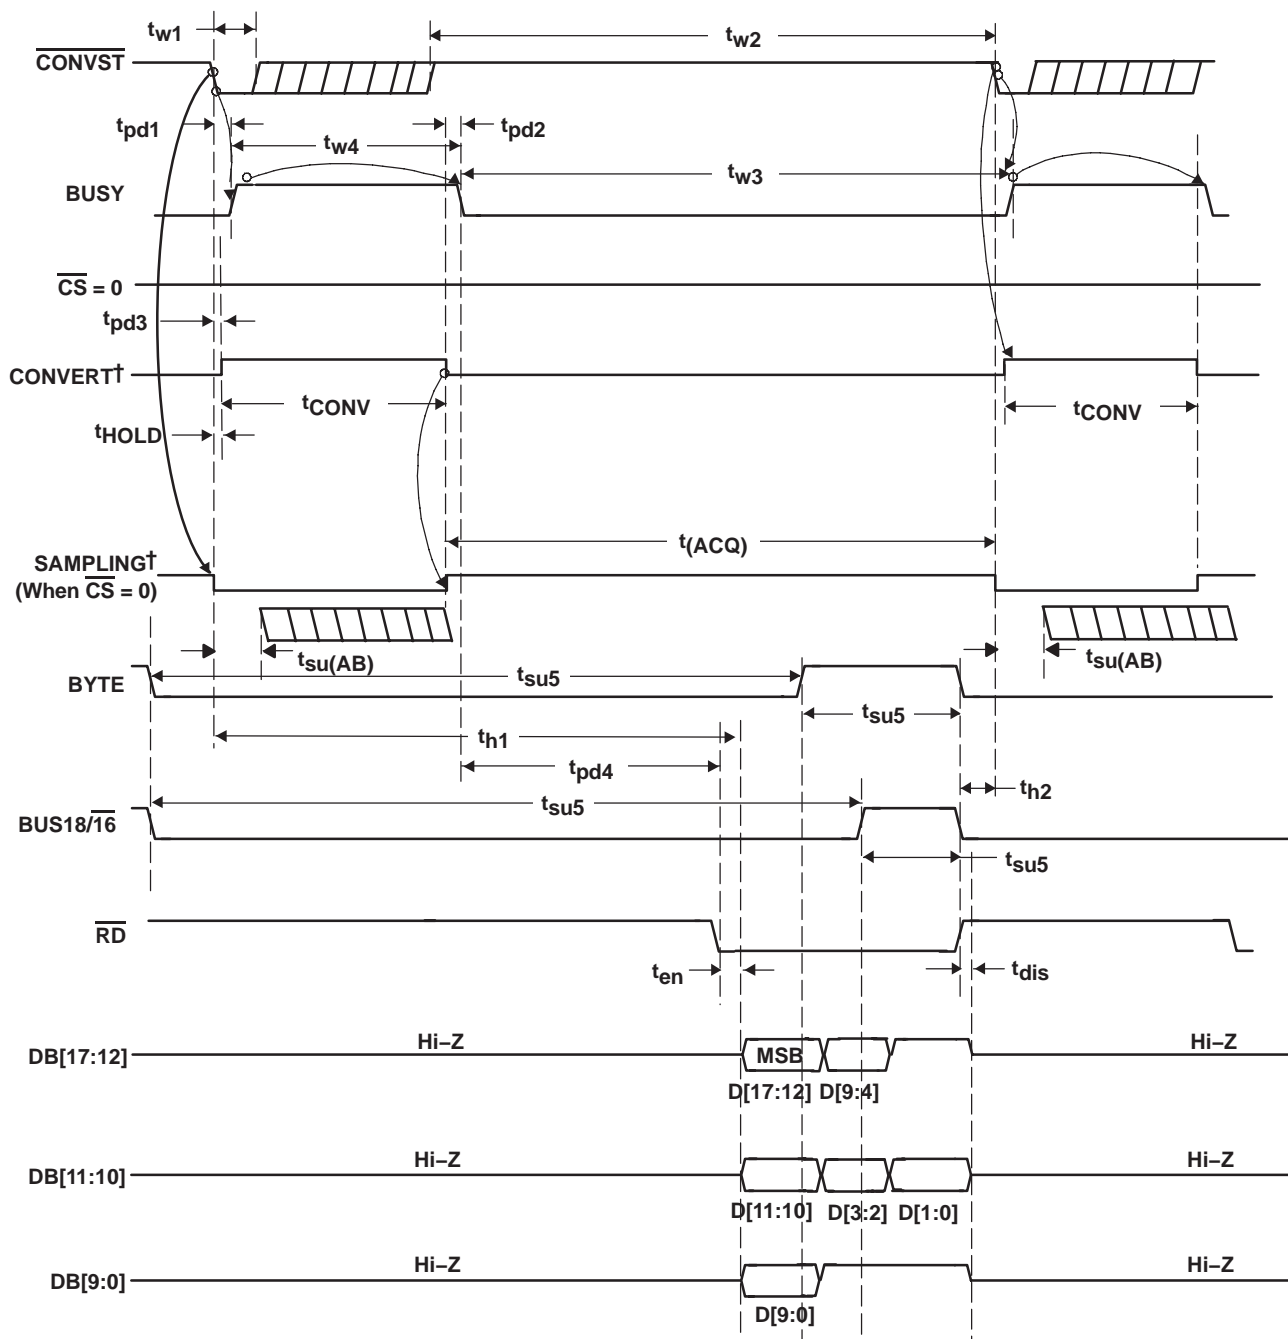 tw1
tw2
CONVST
tpd1
tw4
tpd2
tw3
BUSY
CS = 0
tpd3
CONVERT†
tCONV
tCONV
tHOLD
t(ACQ)
SAMPLING†
(When CS = 0)
tsu(AB)
tsu(AB)
BYTE
tsu5
tsu5
th1
tpd4
th2
BUS18/16
tsu5
tsu5
RD
ten
tdis
DB[17:12]
Hi–Z
MSB
Hi–Z
D[17:12]
D[9:4]
DB[11:10]
Hi–Z
Hi–Z
D[11:10]
D[3:2]
D[1:0]
DB[9:0]
Hi–Z
Hi–Z
D[9:0]